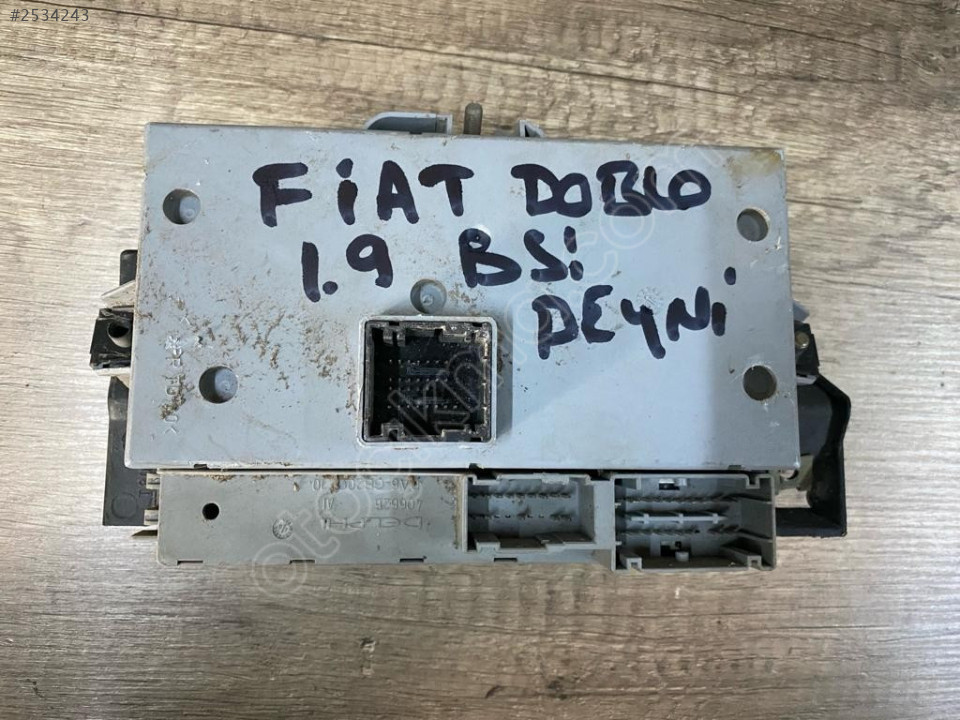 #2534243
FiAT DOBLO
1.9 BSi
DEYNi
DELPHI